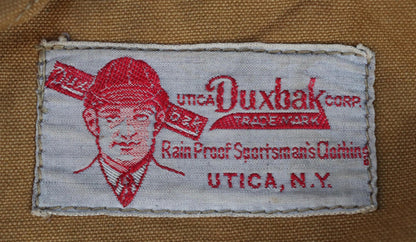 UTICA Duxbak CORP.
TRADE MARK
Rain Proof Sportsman's Clothing
UTICA, N.Y.